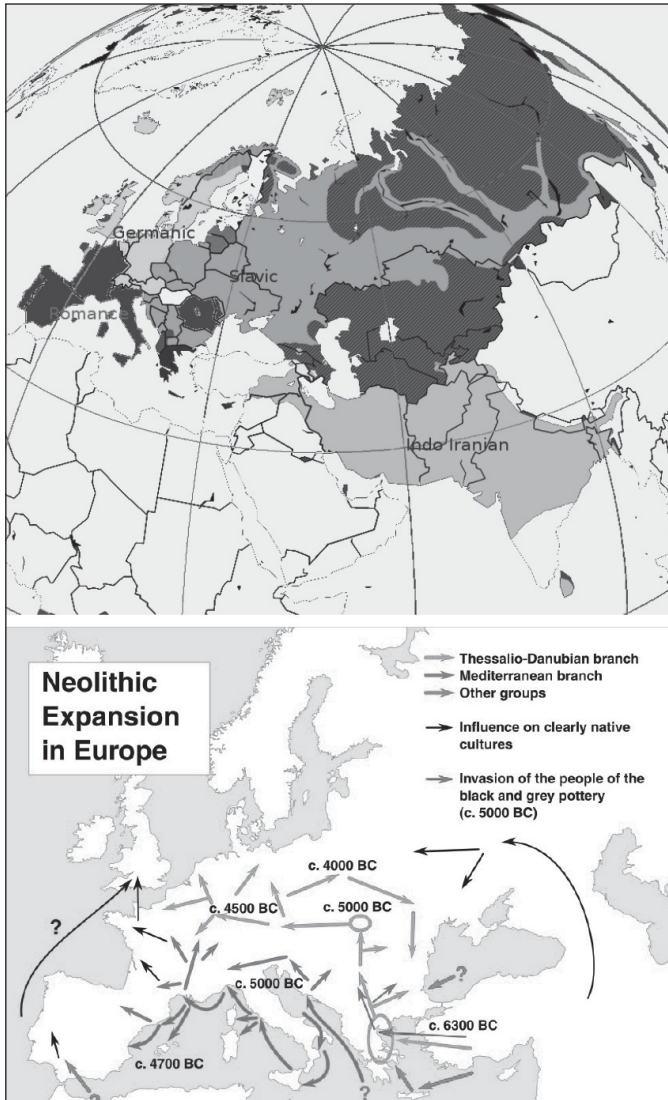 Germanic
Slavic
Romance
Indo Iranian
Neolithic
Expansion
in Europe
Thessalio-Danubian branch
Mediterranean branch
Other groups
Influence on clearly native
cultures
Invasion of the people of the
black and grey pottery
(c. 5000 BC)
c. 4000 BC
c. 4500 BC
c. 5000 BC
?
c. 5000 BC
?
c. 6300 BC
c. 4700 BC
?
?